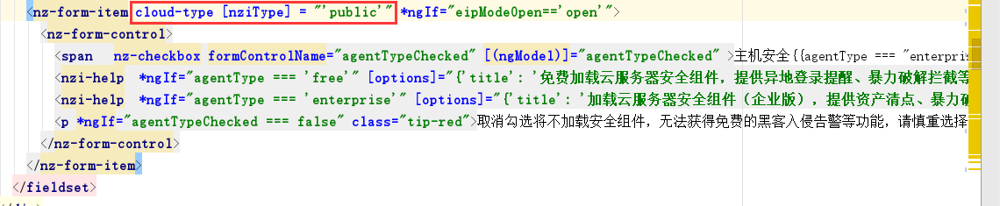 <nz-form-item cloud-type [nziType] = "'public'" *ngIf="eipModeOpen=='open'">
<nz-form-control>
<span nz-checkbox formControlName="agentTypeChecked" [(ngModel)]="agentTypeChecked" >主机安全{{agentType === "enterpris
<nzi-help *ngIf="agentType === 'free'" [options]="{'title': '免费加载云服务器安全组件，提供异地登录提醒、暴力破解拦截等
<nzi-help *ngIf="agentType === 'enterprise'" [options]="{'title': '加载云服务器安全组件（企业版），提供资产清点、暴力破
<p *ngIf="agentTypeChecked === false" class="tip-red">取消勾选将不加载安全组件，无法获得免费的黑客入侵告警等功能，请慎重选择
</nz-form-control>
</nz-form-item>
</fieldset>